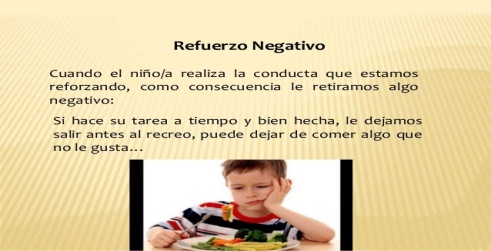 Refuerzo Negativo
Cuando el niño/a realiza la conducta que estamos
reforzando, como consecuencia le retiramos algo
negativo:
Si hace su tarea a tiempo y bien hecha, le dejamos
salir antes al recreo, puede dejar de comer algo que
no le gusta...